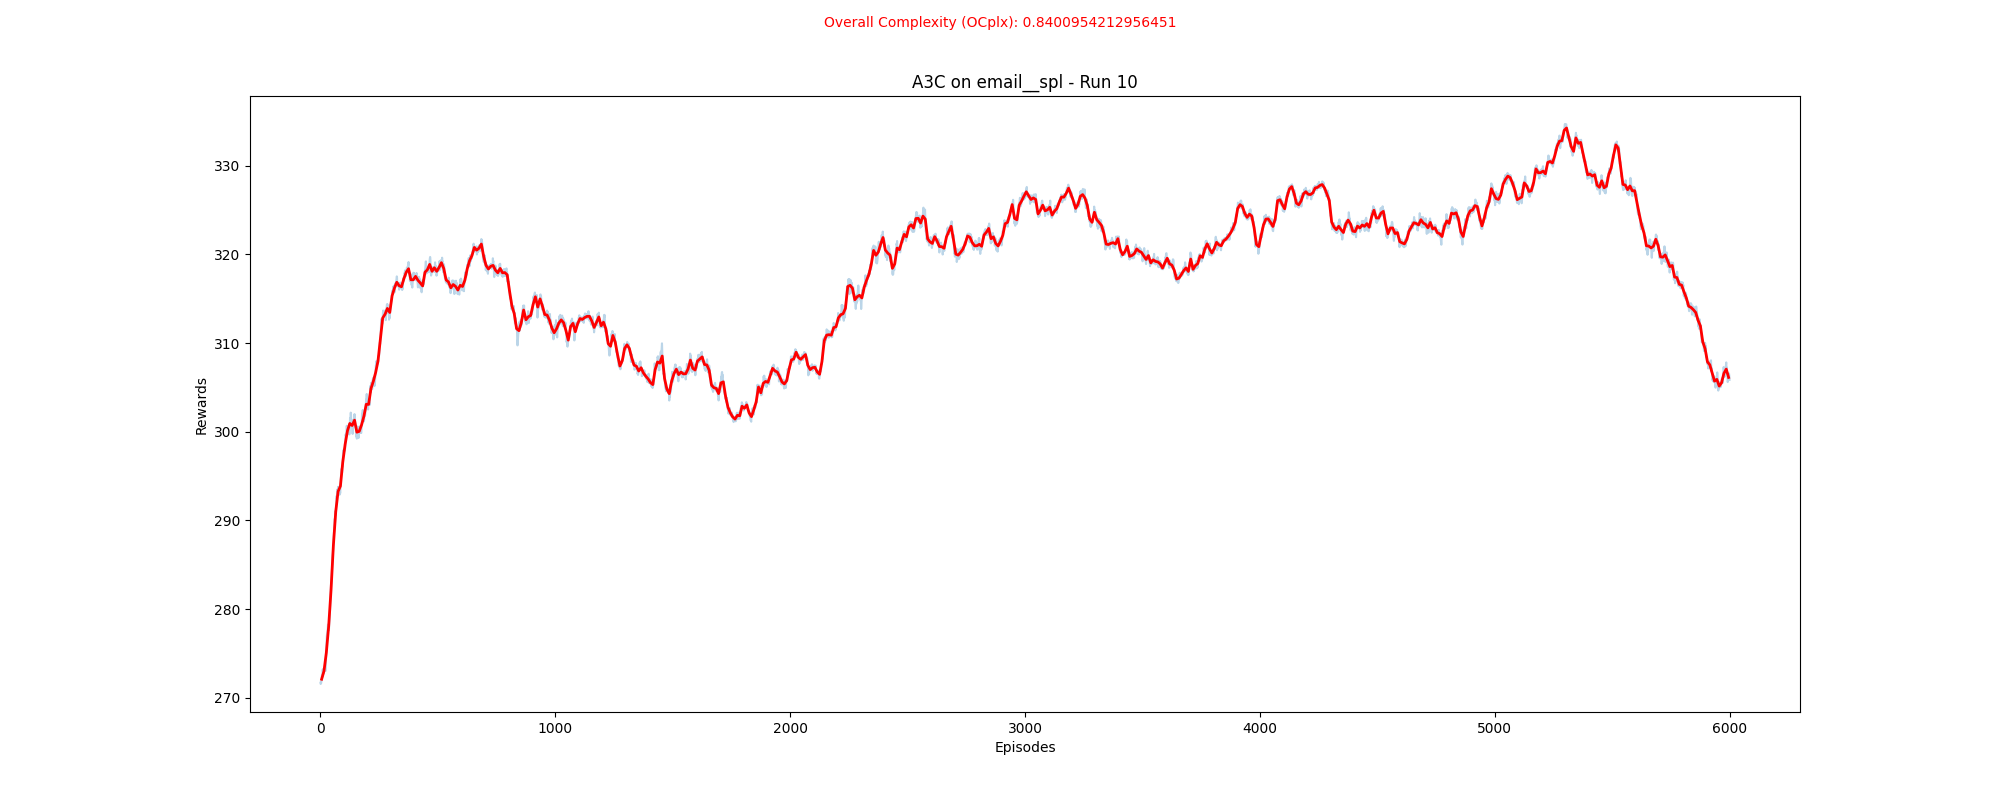 Overall Complexity (OCplx): 0.8400954212956451
A3C on email__spl - Run 10
330
320
310
300
290
280
270
Rewards
0 1000 2000 3000 4000 5000 6000
Episodes